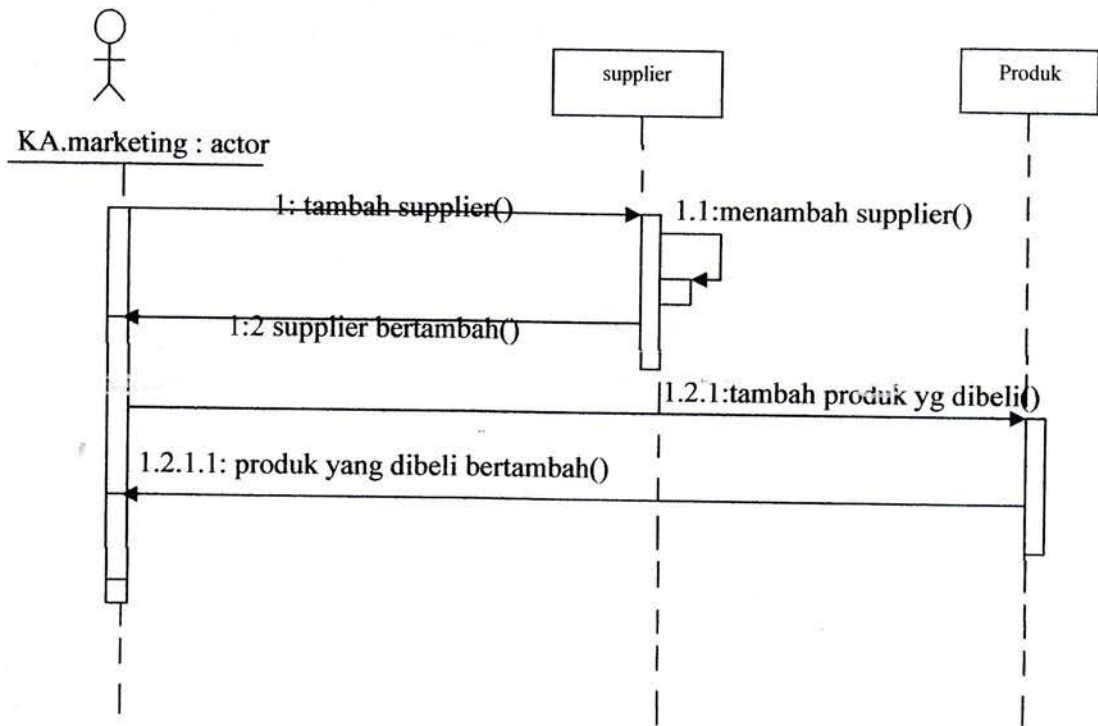 supplier
Produk
KA.marketing : actor
1: tambah supplier()
1.1:menambah supplier()
1:2 supplier bertambah()
1.2.1:tambah produk yg dibeli()
1.2.1.1: produk yang dibeli bertambah()